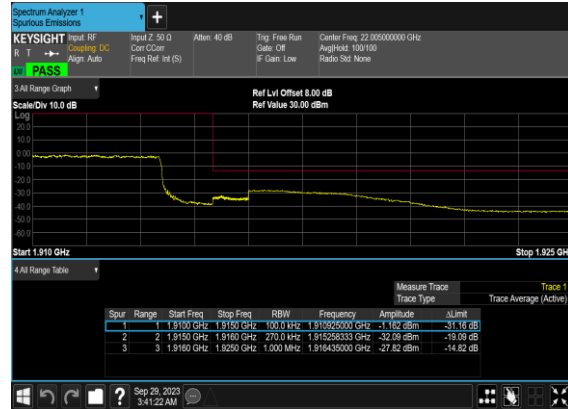 Spectrum Analyzer 1
Spurious Emissions
KEYSIGHT Input: RF Input Z: 50 Ω Atten: 40 dB Trig: Free Run Center Freq: 22.005000000 GHz
R T Coupling: DC Corr CCorr Gate: Off Avg|Hold: 100/100
Align: Auto Freq Ref: Int (S) IF Gain: Low Radio Std: None
PASS
3 All Range Graph
Ref Lvl Offset 8.00 dB
Scale/Div 10.0 dB Ref Value 30.00 dBm
Log
20.0
10.0
0.00
-10.0
-20.0
-30.0
-40.0
-50.0
-60.0
Start 1.910 GHz Stop 1.925 GH
4 All Range Table
Measure Trace Trace 1
Trace Type Trace Average (Active)
Spur Range Start Freq Stop Freq RBW Frequency Amplitude ΔLimit
1 1 1.9100 GHz 1.9150 GHz 100.0 kHz 1.910925000 GHz -1.162 dBm -31.16 dB
2 2 1.9150 GHz 1.9160 GHz 270.0 kHz 1.915258333 GHz -32.09 dBm -19.09 dB
3 3 1.9160 GHz 1.9250 GHz 1.000 MHz 1.916435000 GHz -27.82 dBm -14.82 dB
Sep 29, 2023
3:41:22 AM